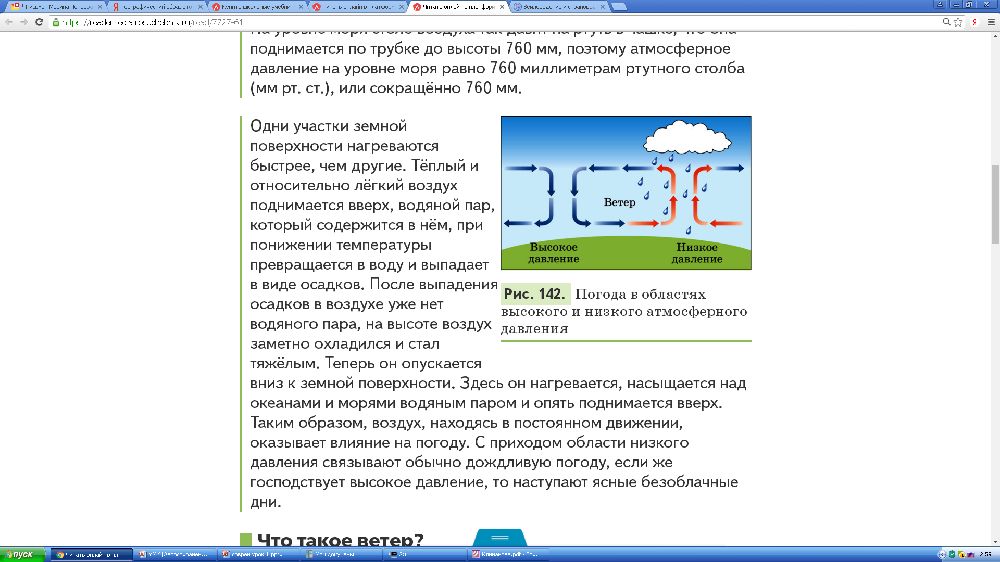 * Письмо «Марина Петрова
географический образ это
Купить школьные учебник
Читать онлайн в платфор
Читать онлайн в платфор
Землеведение и страновед
https://reader.lecta.rosuchebnik.ru/read/7727-61
На уровне моря столб воздуха так давит на ртуть в чашке, что она
поднимается по трубке до высоты 760 мм, поэтому атмосферное
давление на уровне моря равно 760 миллиметрам ртутного столба
(мм рт. ст.), или сокращённо 760 мм.
Одни участки земной
поверхности нагреваются
быстрее, чем другие. Тёплый и
относительно лёгкий воздух
поднимается вверх, водяной пар,
который содержится в нём, при
понижении температуры
превращается в воду и выпадает
в виде осадков. После выпадения
осадков в воздухе уже нет
водяного пара, на высоте воздух
заметно охладился и стал
тяжёлым. Теперь он опускается
вниз к земной поверхности. Здесь он нагревается, насыщается над
океанами и морями водяным паром и опять поднимается вверх.
Таким образом, воздух, находясь в постоянном движении,
оказывает влияние на погоду. С приходом области низкого
давления связывают обычно дождливую погоду, если же
господствует высокое давление, то наступают ясные безоблачные
дни.
Ветер
Высокое
давление
Низкое
давление
Рис. 142. Погода в областях
высокого и низкого атмосферного
давления
Что такое ветер?
пуск
Читать онлайн в пл...
УМК [Автосохранен...
соврем урок 1.pptx
Мои докумены
G:\
Климанова.pdf - Fox...
2:59